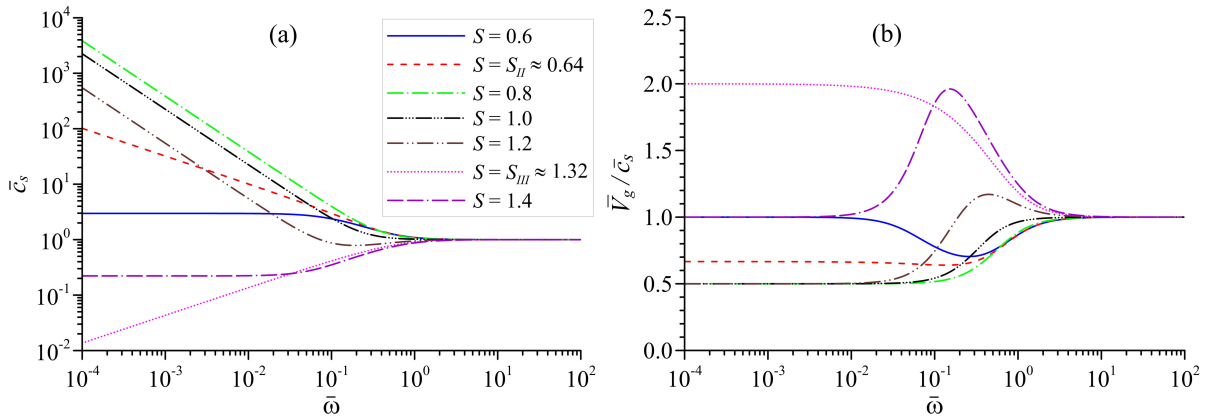 (a)
10^4
10^3
10^2
10^1
10^0
10^-1
10^-2
c̄_s
10^-4
10^-3
10^-2
10^-1
10^0
10^1
10^2
ω̄
S = 0.6
S = S_II ≈ 0.64
S = 0.8
S = 1.0
S = 1.2
S = S_III ≈ 1.32
S = 1.4
(b)
2.5
2.0
1.5
1.0
0.5
0.0
V̄_g / c̄_s
10^-4
10^-3
10^-2
10^-1
10^0
10^1
10^2
ω̄